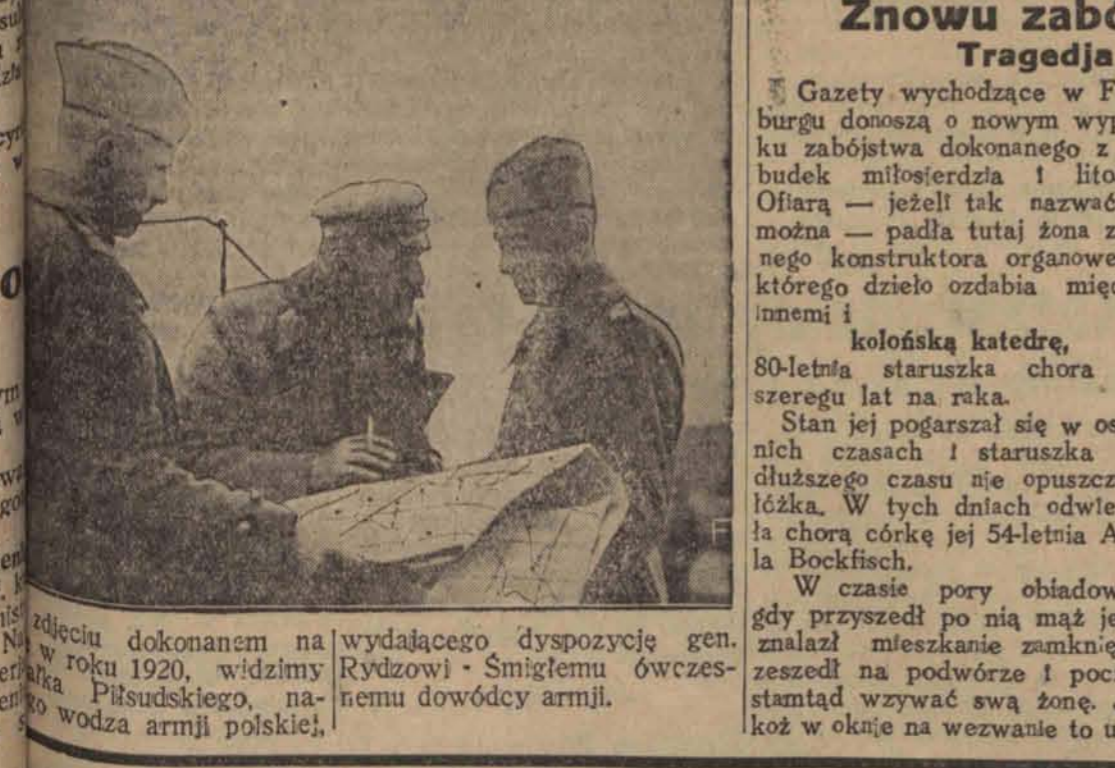 zdjęciu dokonanem na
w roku 1920, widzimy
Piłsudskiego, na-
wodza armji polskiej,
wydającego dyspozycję gen.
Rydzowi - Śmigłemu ówczes-
nemu dowódcy armji.
Znowu
Tragedja
Gazety wychodzące w F
burgu donoszą o nowym wyp
ku zabójstwa dokonanego z
budek miłosierdzia i lito
Ofiarą — jeżeli tak nazwać
można — padła tutaj żona z
nego konstruktora organowe
którego dzieło ozdabia międ
innemi i
kolońską katedrę,
80-letnia staruszka chora
szeregu lat na raka.
Stan jej pogarszał się w os
nich czasach i staruszka
dłuższego czasu nie opuszcz
łóżka. W tych dniach odwie
ła chorą córkę jej 54-letnia A
la Bockfisch.
W czasie pory obiadow
gdy przyszedł po nią mąż je
znalazł mieszkanie zamknię
zeszedł na podwórze i poc
stamtąd wzywać swą żonę.
koż w oknie na wezwanie to u